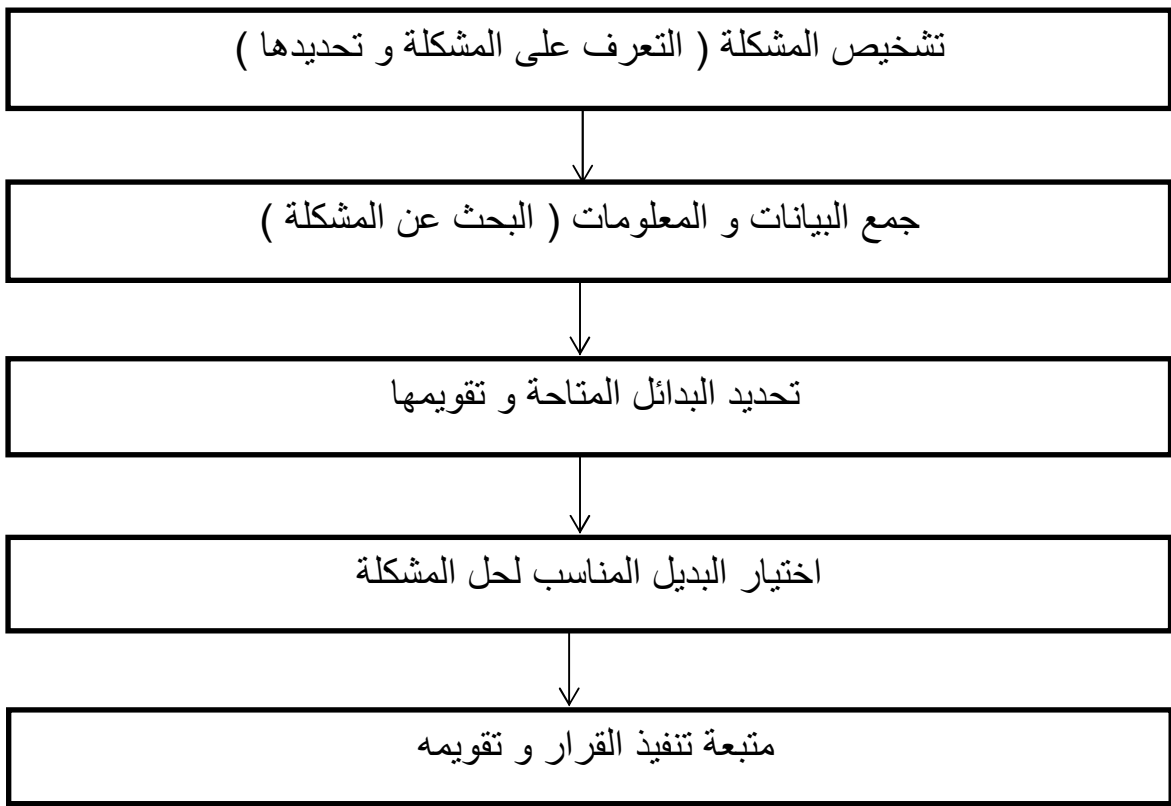 تشخيص المشكلة ( التعرف على المشكلة و تحديدها )
جمع البيانات و المعلومات ( البحث عن المشكلة )
تحديد البدائل المتاحة و تقويمها
اختيار البديل المناسب لحل المشكلة
متبعة تنفيذ القرار و تقويمه